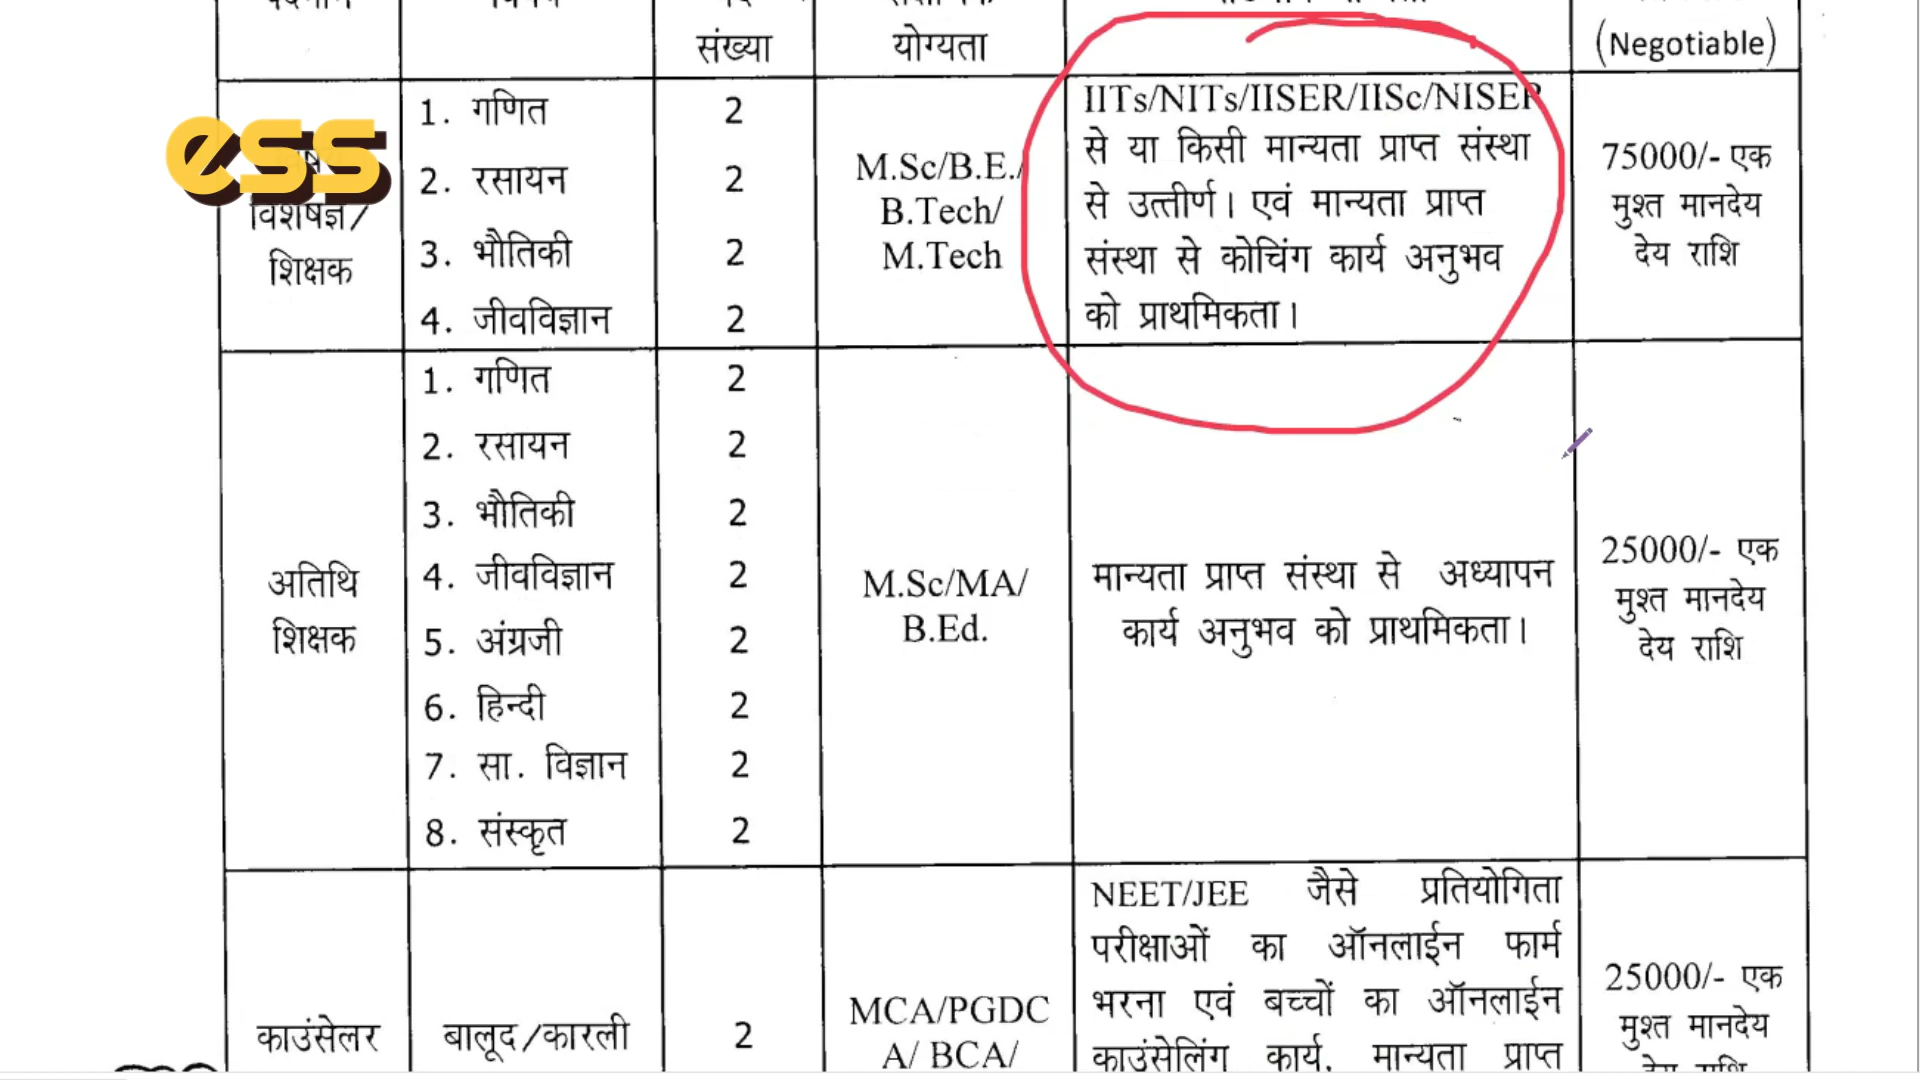 संख्या
योग्यता
(Negotiable)
ess
विशेषज्ञ/
शिक्षक
1. गणित 2
2. रसायन 2
3. भौतिकी 2
4. जीवविज्ञान 2
M.Sc/B.E./
B.Tech/
M.Tech
IITs/NITs/IISER/IISc/NISER
से या किसी मान्यता प्राप्त संस्था
से उत्तीर्ण। एवं मान्यता प्राप्त
संस्था से कोचिंग कार्य अनुभव
को प्राथमिकता।
75000/- एक
मुश्त मानदेय
देय राशि
अतिथि
शिक्षक
1. गणित 2
2. रसायन 2
3. भौतिकी 2
4. जीवविज्ञान 2
5. अंग्रजी 2
6. हिन्दी 2
7. सा. विज्ञान 2
8. संस्कृत 2
M.Sc/MA/
B.Ed.
मान्यता प्राप्त संस्था से अध्यापन
कार्य अनुभव को प्राथमिकता।
25000/- एक
मुश्त मानदेय
देय राशि
काउंसेलर
बालूद/कारली
2
MCA/PGDC
A/ BCA/
NEET/JEE जैसे प्रतियोगिता
परीक्षाओं का ऑनलाईन फार्म
भरना एवं बच्चों का ऑनलाईन
काउंसेलिंग कार्य, मान्यता प्राप्त
25000/- एक
मुश्त मानदेय